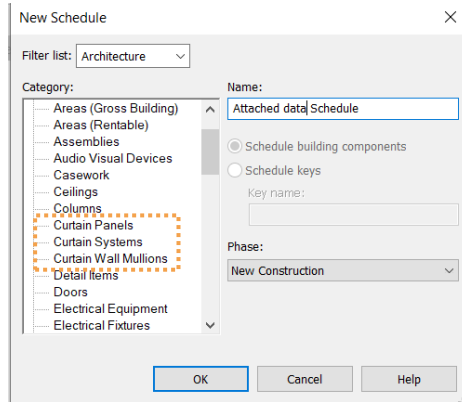 New Schedule
Filter list: Architecture
Category:
Areas (Gross Building)
Areas (Rentable)
Assemblies
Audio Visual Devices
Casework
Ceilings
Columns
Curtain Panels
Curtain Systems
Curtain Wall Mullions
Detail Items
Doors
Electrical Equipment
Electrical Fixtures
Name:
Attached data Schedule
Schedule building components
Schedule keys
Key name:
Phase:
New Construction
OK Cancel Help